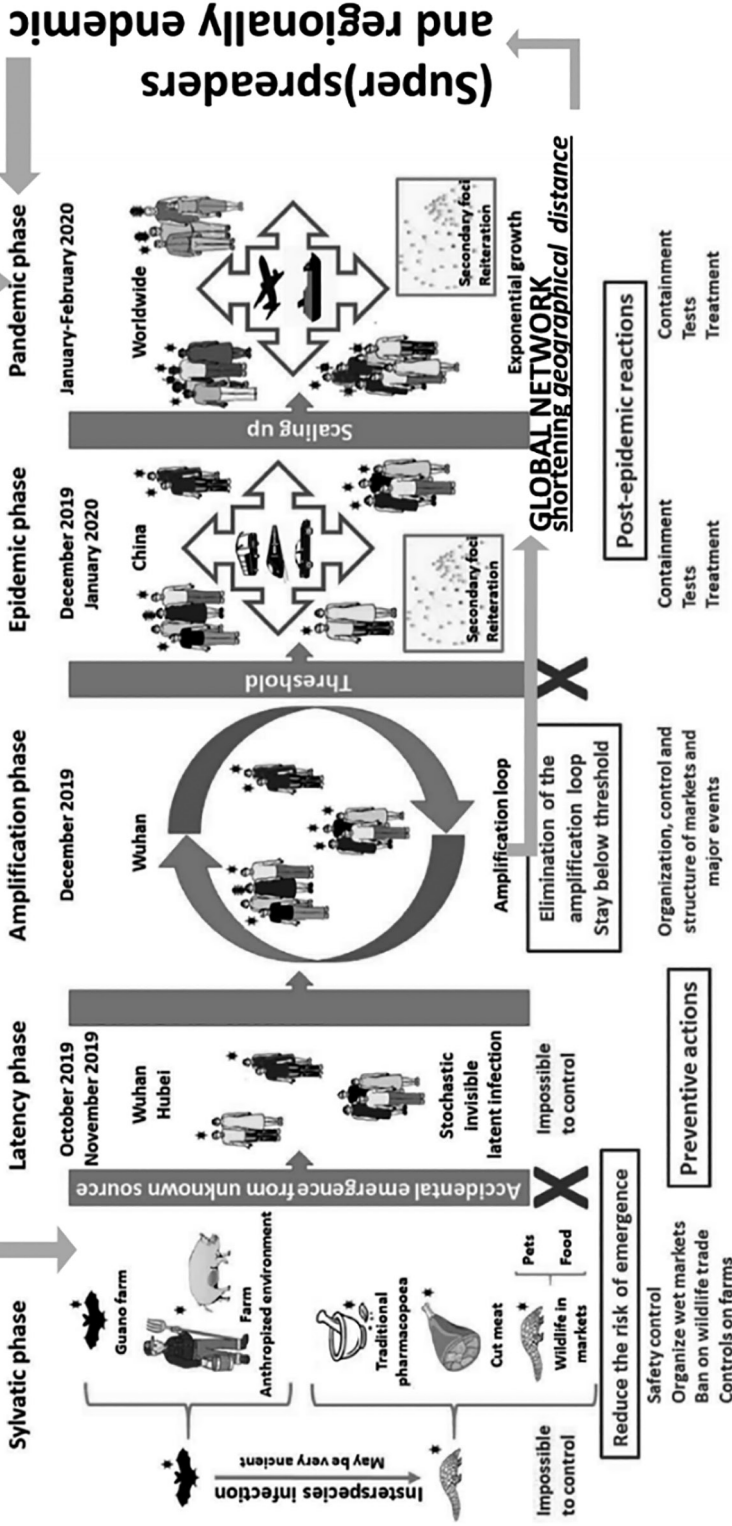 Sylvatic phase
Latency phase
Amplification phase
Epidemic phase
Pandemic phase
October 2019
November 2019
December 2019
December 2019
January 2020
January-February 2020
Guano farm
Farm
Anthropized environment
Insterspecies infection
May be very ancient
Traditional
pharmacopoea
Cut meat
Wildlife in
markets
Pets
Food
Impossible
to control
Accidental emergence from unknown source
Wuhan
Hubei
Stochastic
invisible
latent infection
Impossible
to control
Wuhan
Amplification loop
Threshold
China
Secondary foci
Reiteration
Scaling up
Worldwide
Secondary foci
Reiteration
Exponential growth
GLOBAL NETWORK
shortening geographical distance
(Super)spreaders
and regionally endemic
Reduce the risk of emergence
Safety control
Organize wet markets
Ban on wildlife trade
Controls on farms
Preventive actions
Elimination of the
amplification loop
Stay below threshold
Organization, control and
structure of markets and
major events
Post-epidemic reactions
Containment
Tests
Treatment
Containment
Tests
Treatment